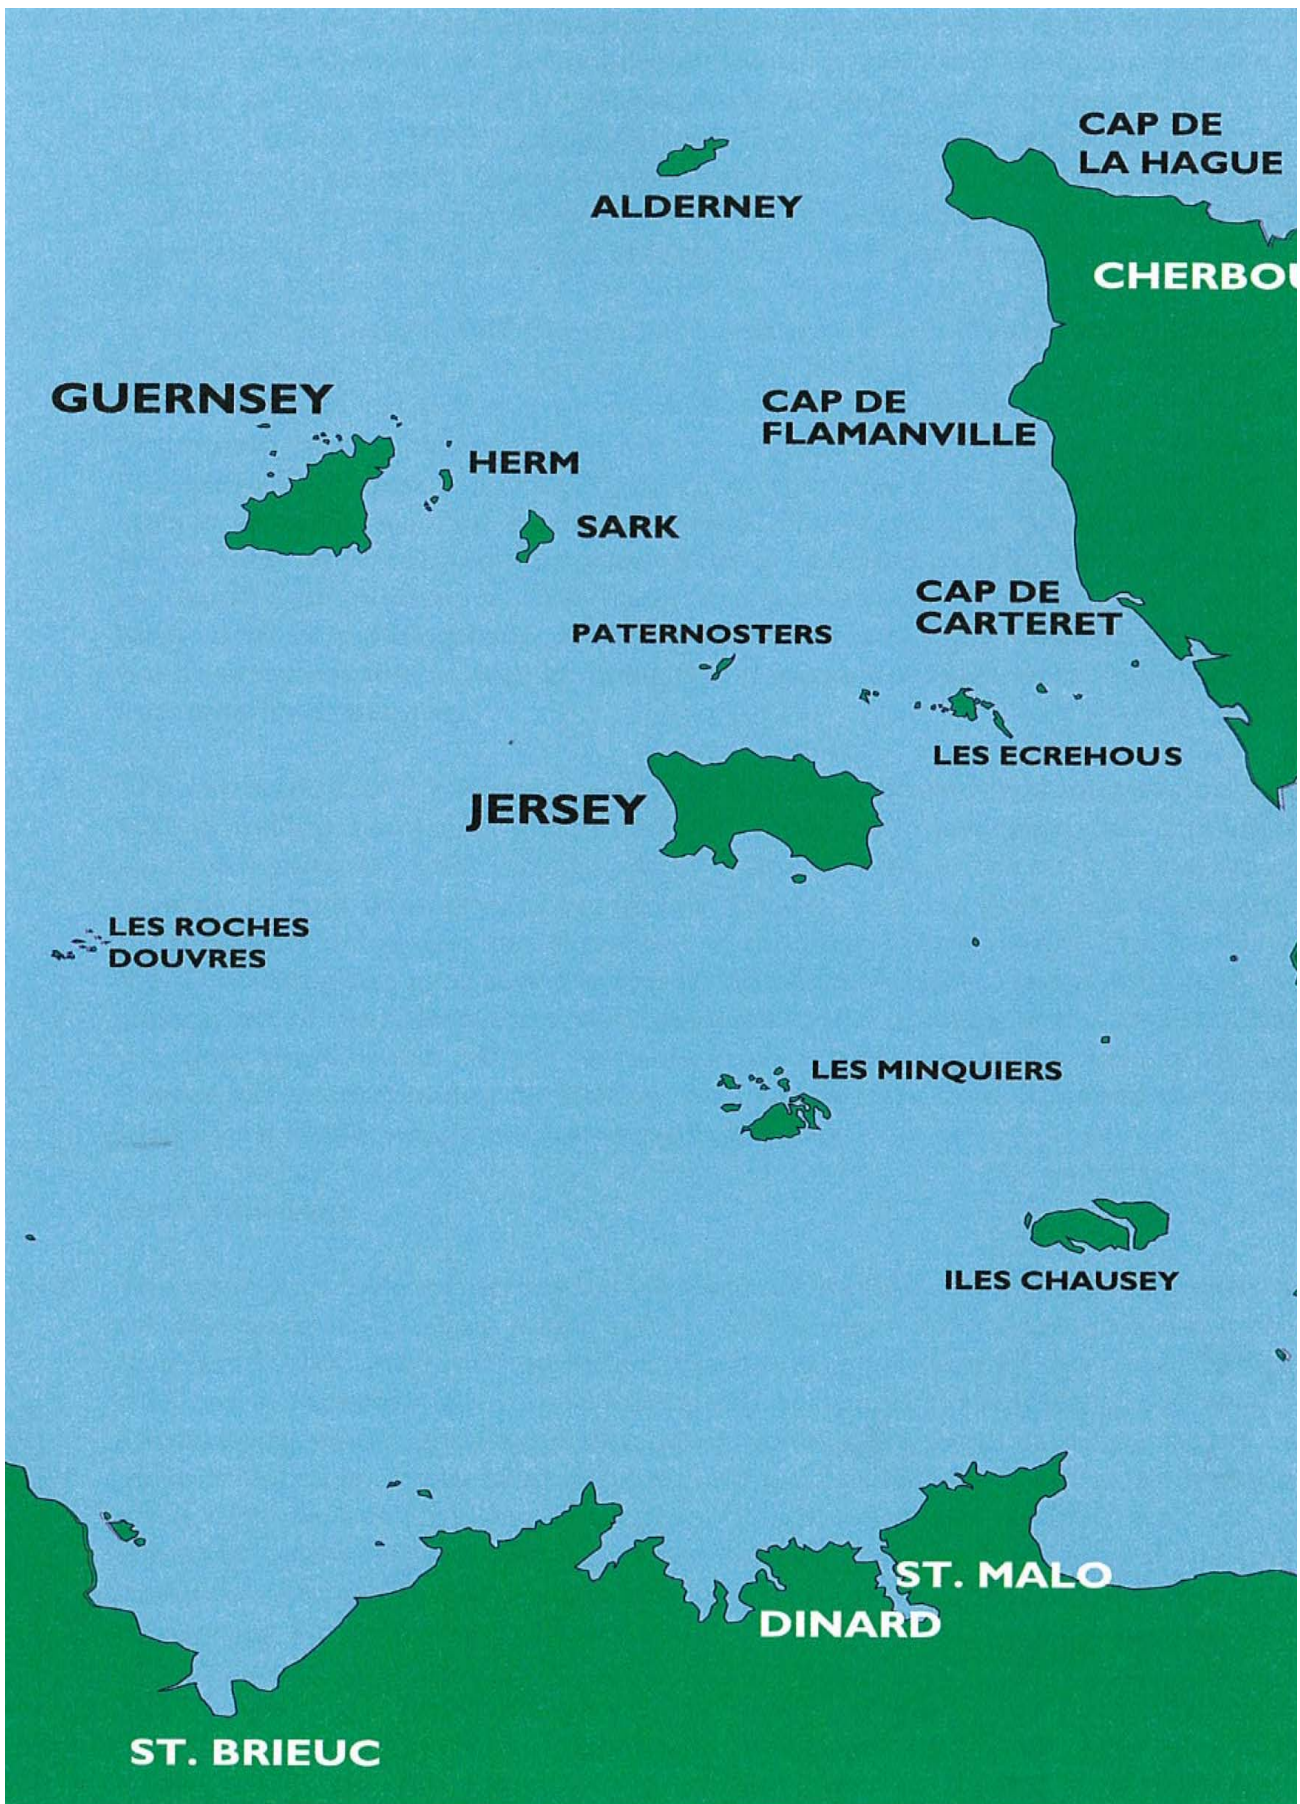 CAP DE
LA HAGUE
ALDERNEY
CHERBOU
GUERNSEY
CAP DE
FLAMANVILLE
HERM
SARK
CAP DE
CARTERET
PATERNOSTERS
LES ECREHOUS
JERSEY
LES ROCHES
DOUVRES
LES MINQUIERS
ILES CHAUSEY
ST. MALO
DINARD
ST. BRIEUC